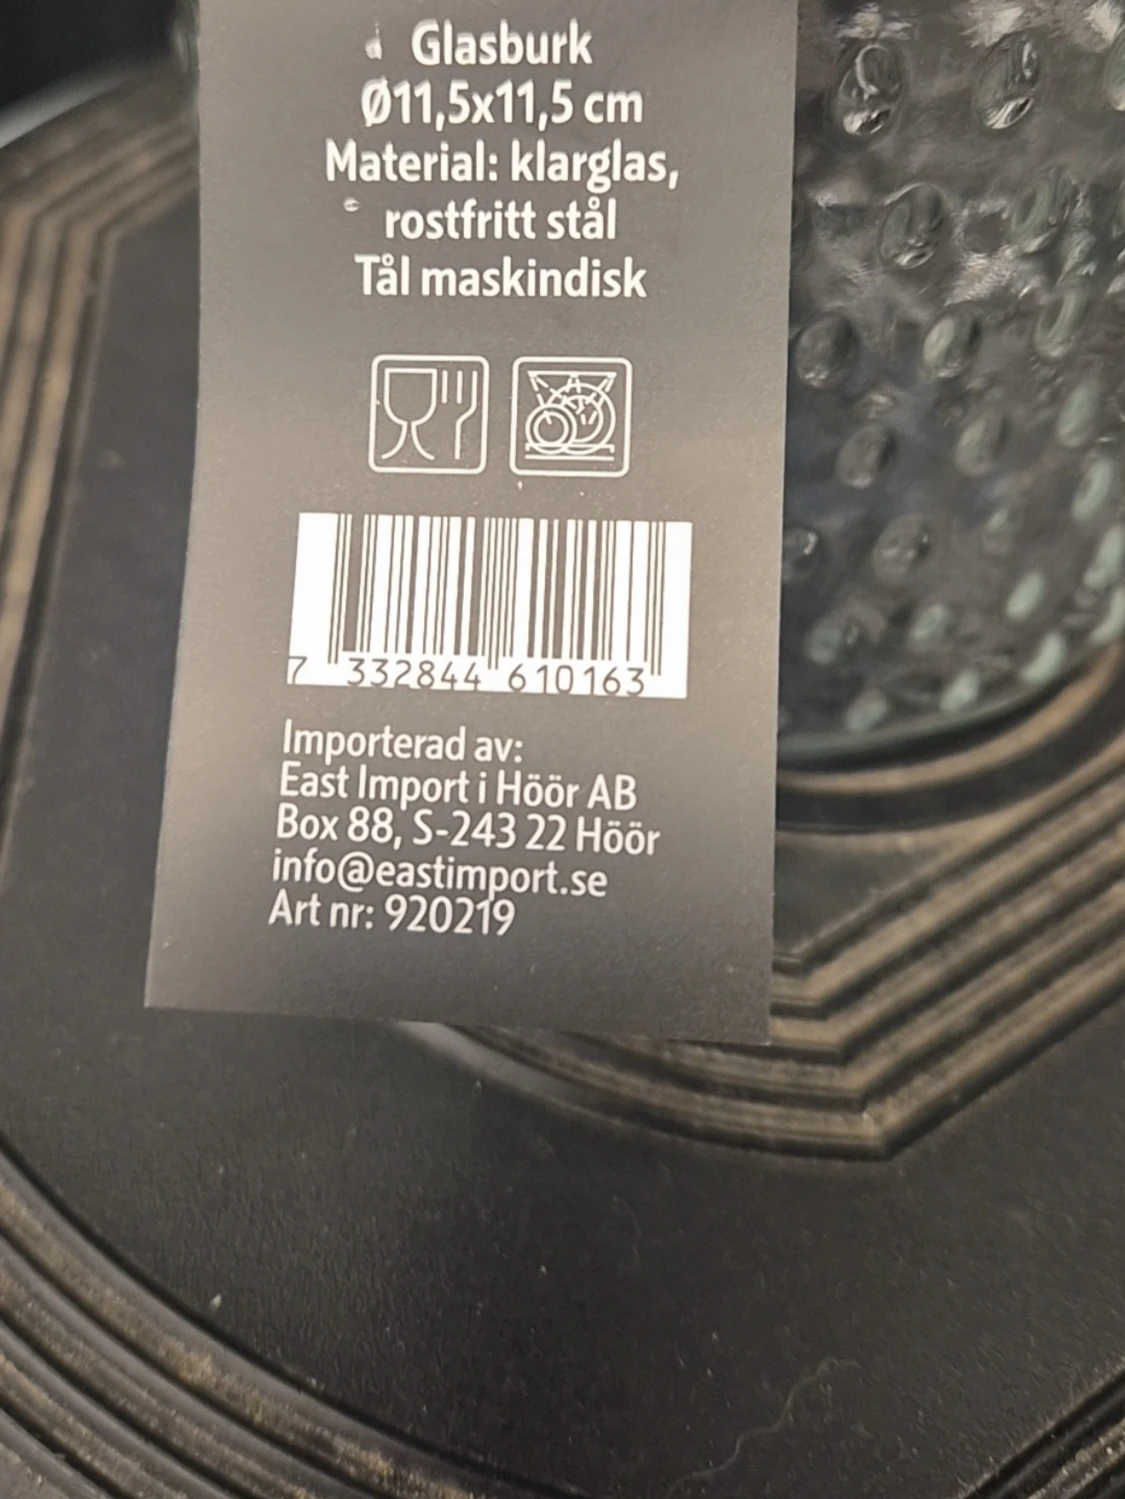 Glasburk
Ø11,5x11,5 cm
Material: klarglas,
rostfritt stål
Tål maskindisk
7 332844 610163
Importerad av:
East Import i Höör AB
Box 88, S-243 22 Höör
info@eastimport.se
Art nr: 920219